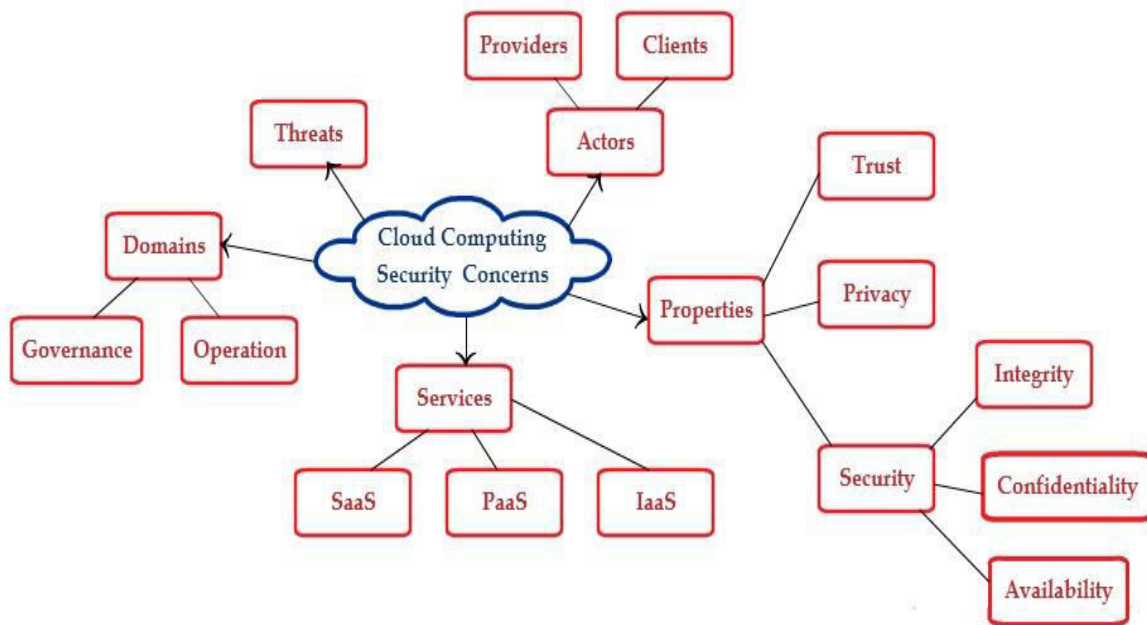 Providers
Clients
Threats
Actors
Trust
Domains
Cloud Computing
Security Concerns
Properties
Privacy
Governance
Operation
Services
Integrity
SaaS
PaaS
IaaS
Security
Confidentiality
Availability